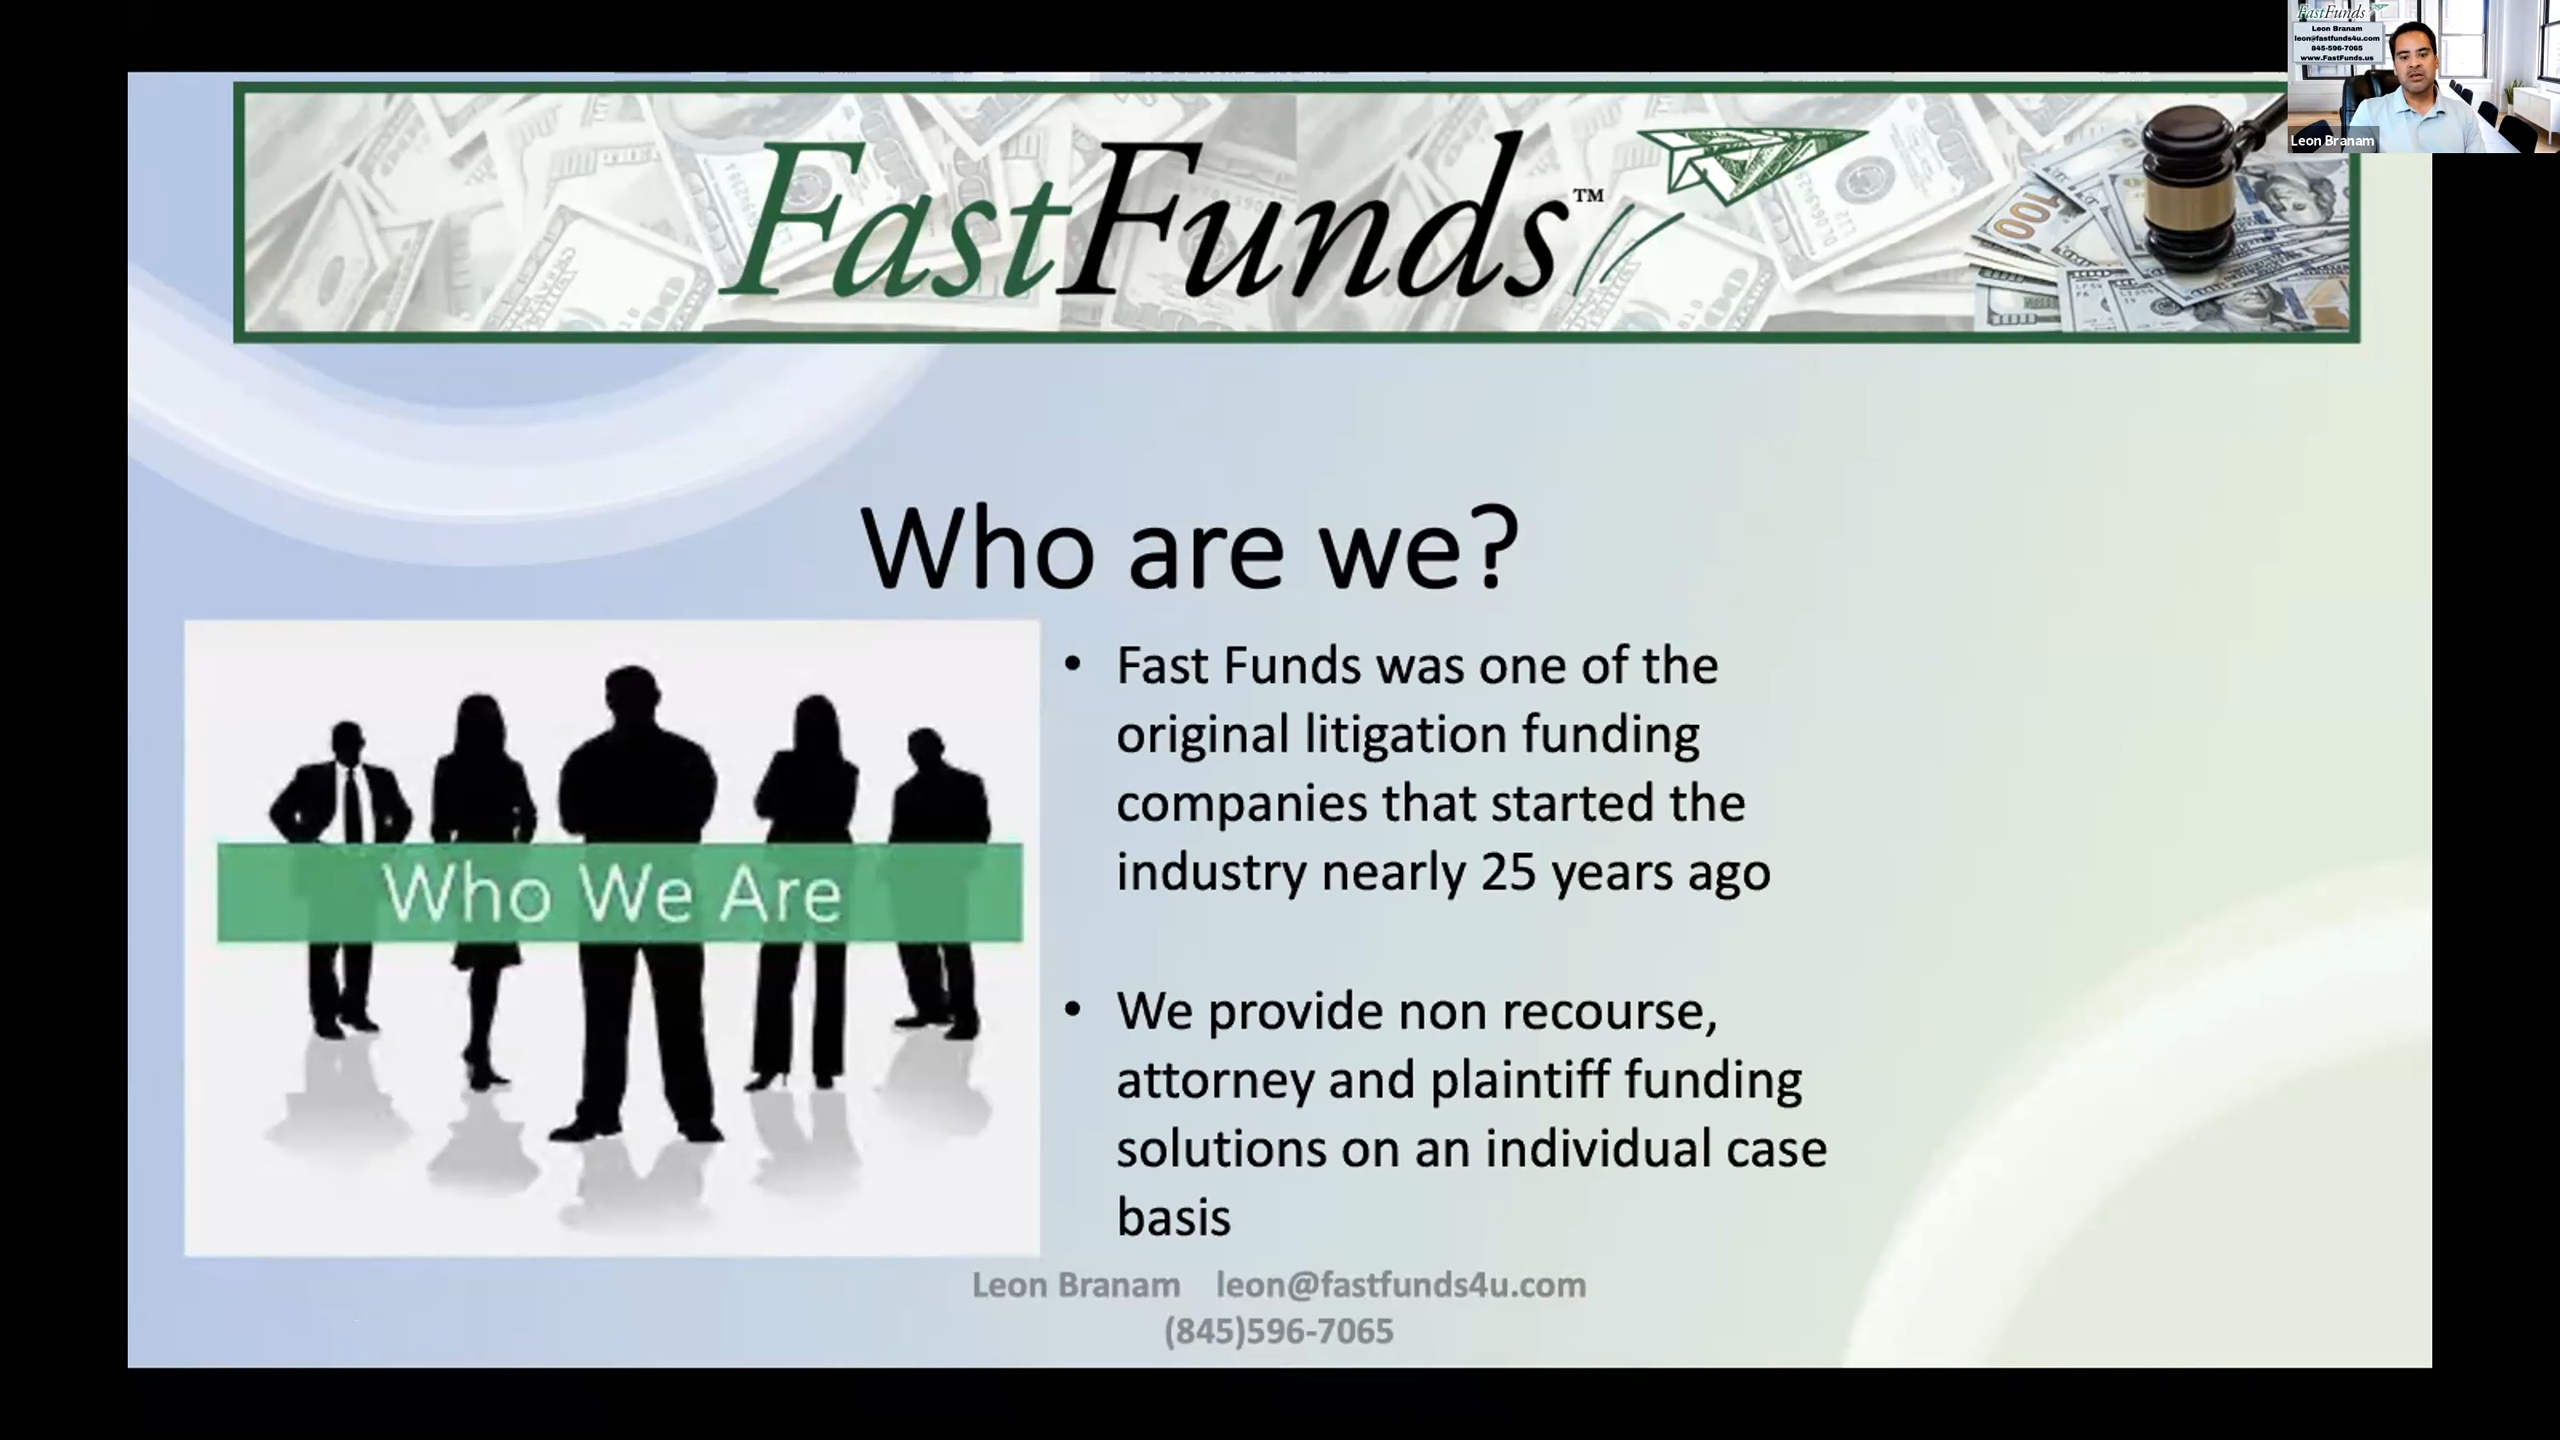 FastFunds
Leon Branam
leon@fastfunds4u.com
845-596-7065
www.FastFunds.us
Leon Branam
FastFunds™
100
Who are we?
Who We Are
• Fast Funds was one of the
original litigation funding
companies that started the
industry nearly 25 years ago
• We provide non recourse,
attorney and plaintiff funding
solutions on an individual case
basis
Leon Branam leon@fastfunds4u.com
(845)596-7065